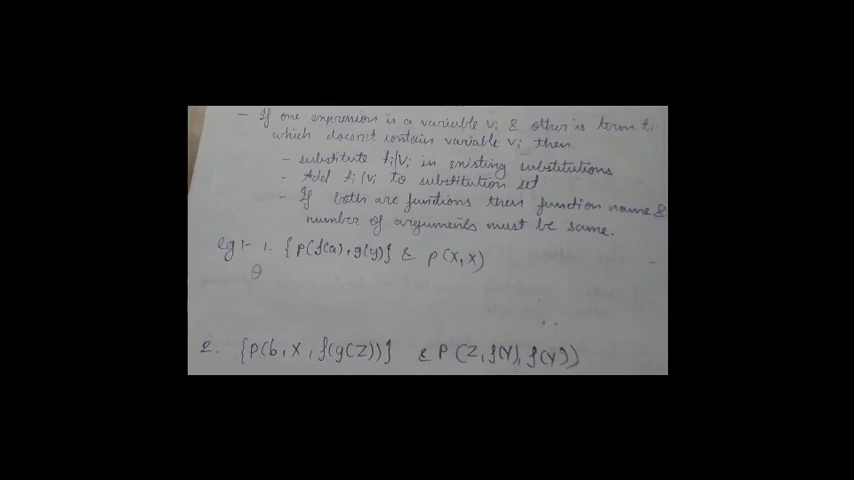 - If one expression is a variable vi & other is term ti
which doesn't contain variable vi then.
- substitute ti/vi in existing substitutions
- Add ti/vi to substitution set
- If both are functions then function name &
number of arguments must be same.
eg:- 1. {P(f(a), g(y)} & P(X, X)
θ
2. {P(b, X, f(g(Z))} & P(Z, f(Y), f(Y))